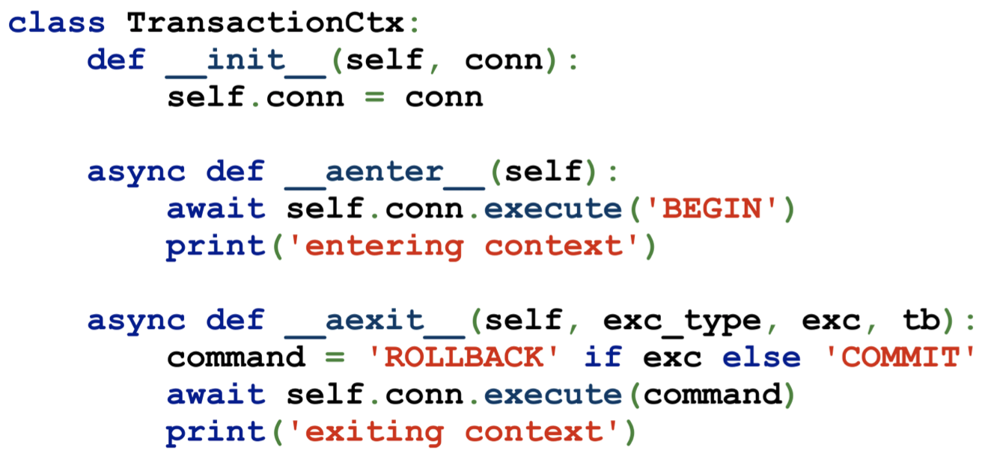 class TransactionCtx:
    def __init__(self, conn):
        self.conn = conn

    async def __aenter__(self):
        await self.conn.execute('BEGIN')
        print('entering context')

    async def __aexit__(self, exc_type, exc, tb):
        command = 'ROLLBACK' if exc else 'COMMIT'
        await self.conn.execute(command)
        print('exiting context')